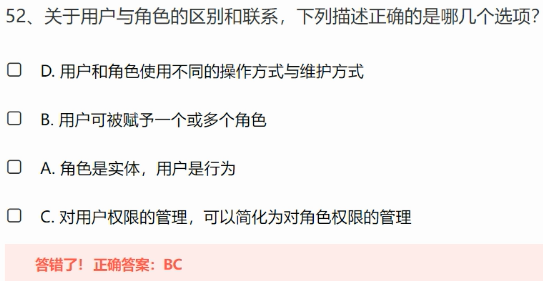 52、关于用户与角色的区别和联系，下列描述正确的是哪几个选项?
D. 用户和角色使用不同的操作方式与维护方式
B. 用户可被赋予一个或多个角色
A. 角色是实体，用户是行为
C. 对用户权限的管理，可以简化为对角色权限的管理
答错了！正确答案：BC